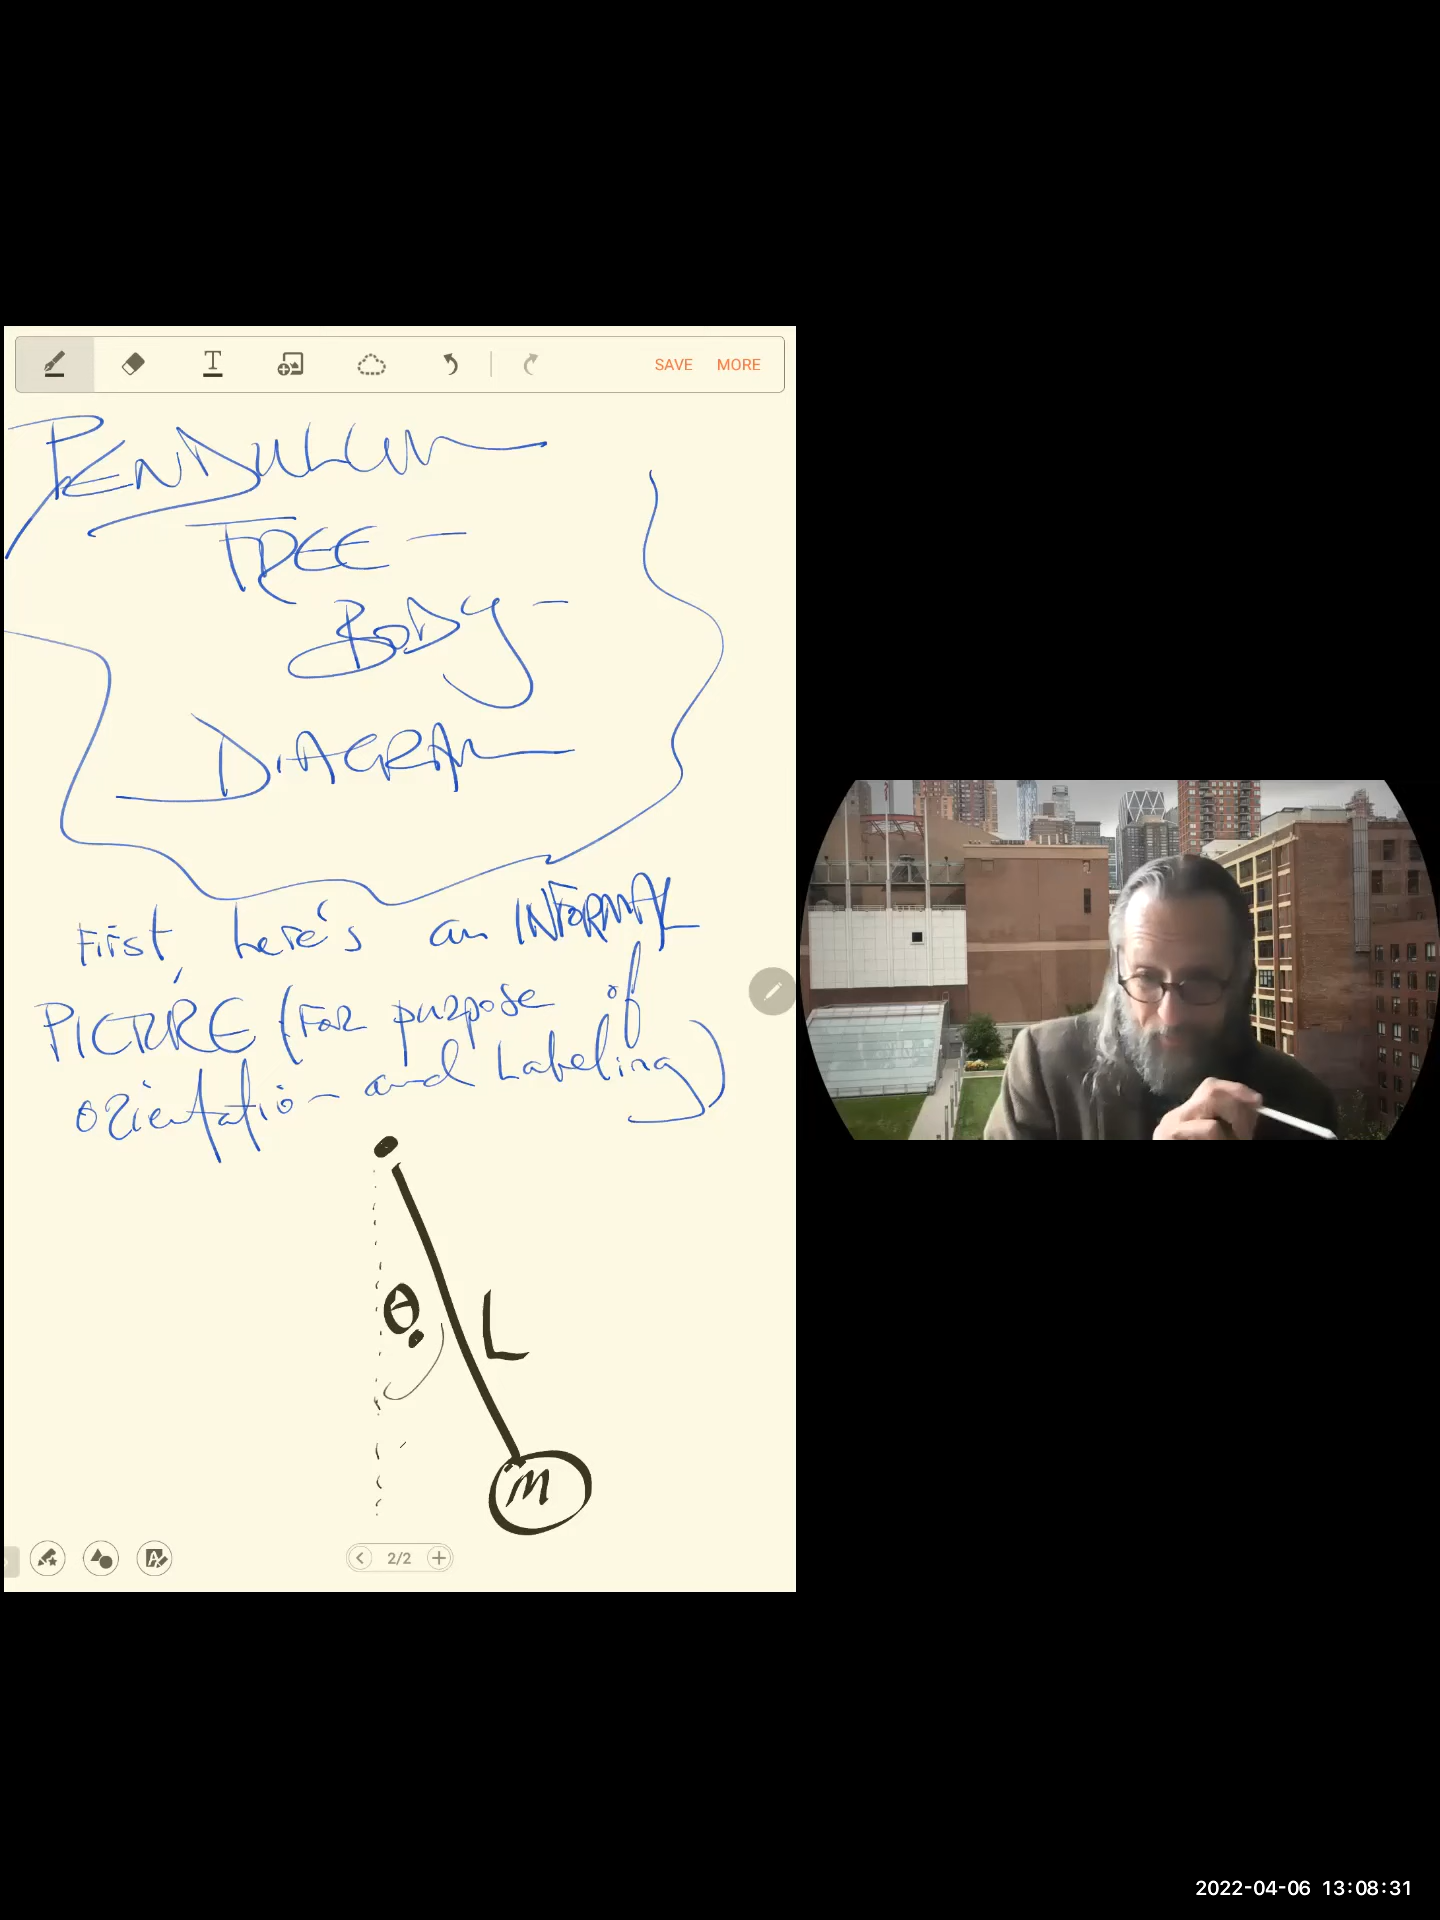 SAVE MORE
PENDULUM
FREE -
BODY -
DIAGRAM
First, here's an INFORMAL
PICTURE (For purpose of
orientation and Labeling)
θ
L
m
2/2
2022-04-06 13:08:31